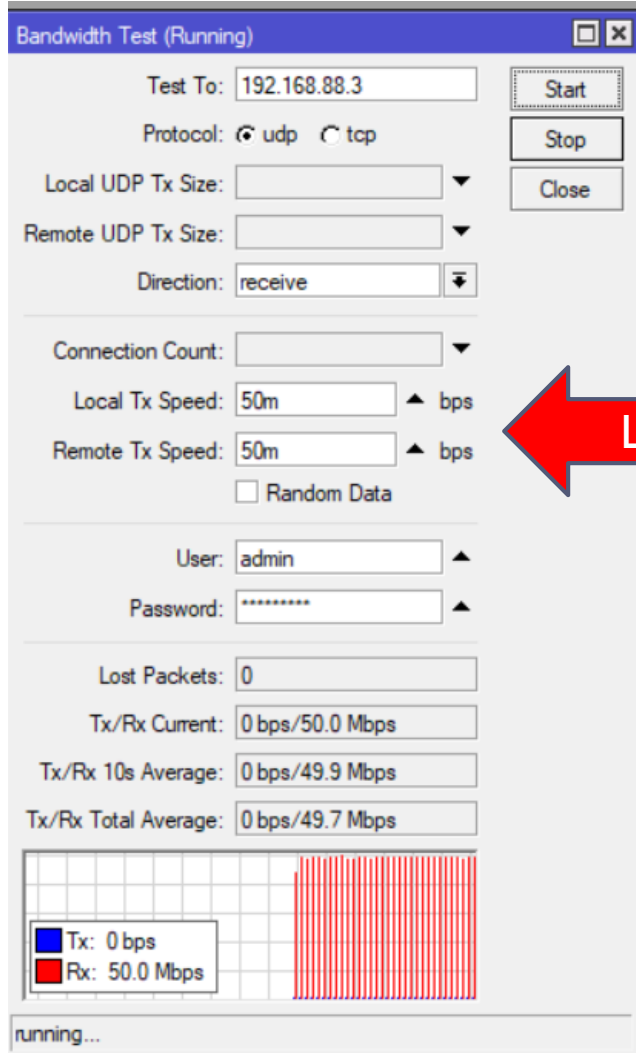 Bandwidth Test (Running)
Test To: 192.168.88.3 Start
Protocol: udp tcp Stop
Local UDP Tx Size: Close
Remote UDP Tx Size:
Direction: receive
Connection Count:
Local Tx Speed: 50m bps
L
Remote Tx Speed: 50m bps
Random Data
User: admin
Password: *********
Lost Packets: 0
Tx/Rx Current: 0 bps/50.0 Mbps
Tx/Rx 10s Average: 0 bps/49.9 Mbps
Tx/Rx Total Average: 0 bps/49.7 Mbps
Tx: 0 bps
Rx: 50.0 Mbps
running...